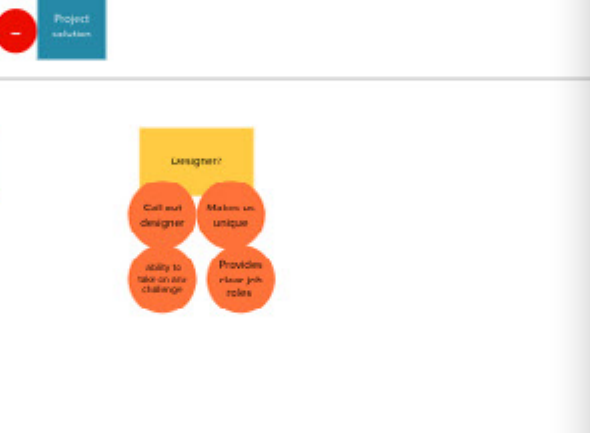 –
Project
solution
Designer?
Call out
designer
Makes us
unique
ability to
take on any
challenge
Provides
clear job
roles